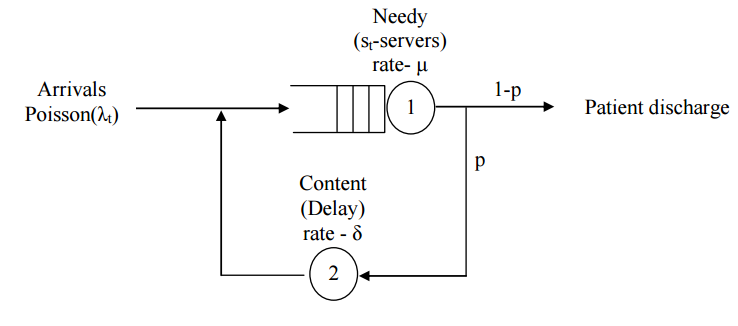 Needy
(sₜ-servers)
rate- μ
Arrivals
Poisson(λₜ)
1
1-p
Patient discharge
p
Content
(Delay)
rate - δ
2